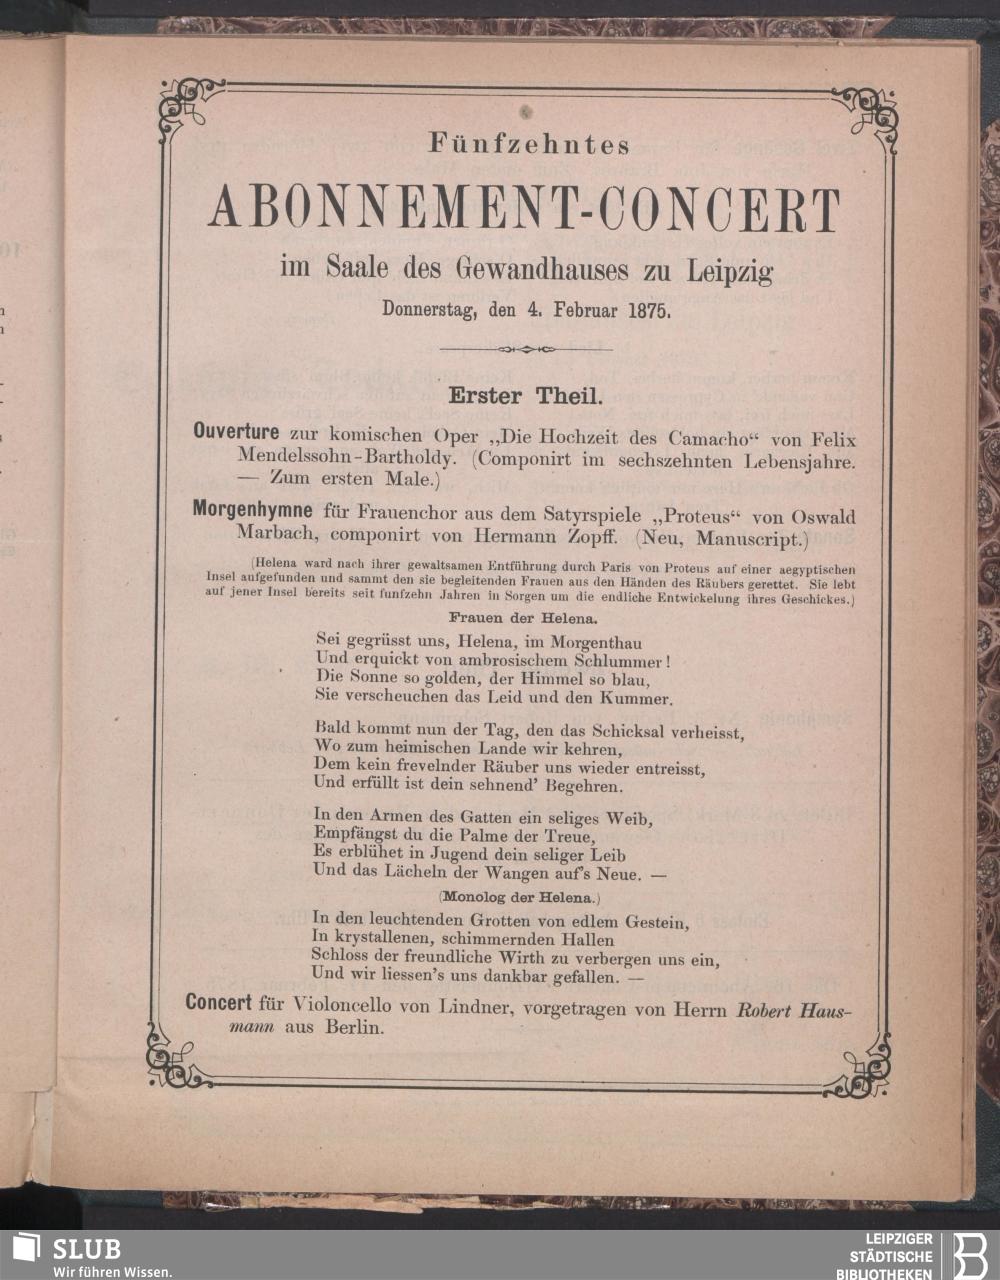 Fünfzehntes
ABONNEMENT-CONCERT
im Saale des Gewandhauses zu Leipzig
Donnerstag, den 4. Februar 1875.
Erster Theil.
Ouverture zur komischen Oper „Die Hochzeit des Camacho“ von Felix
Mendelssohn-Bartholdy. (Componirt im sechszehnten Lebensjahre.
— Zum ersten Male.)
Morgenhymne für Frauenchor aus dem Satyrspiele „Proteus“ von Oswald
Marbach, componirt von Hermann Zopff. (Neu, Manuscript.)
(Helena ward nach ihrer gewaltsamen Entführung durch Paris von Proteus auf einer aegyptischen
Insel aufgefunden und sammt den sie begleitenden Frauen aus den Händen des Räubers gerettet. Sie lebt
auf jener Insel bereits seit funfzehn Jahren in Sorgen um die endliche Entwickelung ihres Geschickes.)
Frauen der Helena.
Sei gegrüsst uns, Helena, im Morgenthau
Und erquickt von ambrosischem Schlummer!
Die Sonne so golden, der Himmel so blau,
Sie verscheuchen das Leid und den Kummer.
Bald kommt nun der Tag, den das Schicksal verheisst,
Wo zum heimischen Lande wir kehren,
Dem kein frevelnder Räuber uns wieder entreisst,
Und erfüllt ist dein sehnend’ Begehren.
In den Armen des Gatten ein seliges Weib,
Empfängst du die Palme der Treue,
Es erblühet in Jugend dein seliger Leib
Und das Lächeln der Wangen auf’s Neue. —
(Monolog der Helena.)
In den leuchtenden Grotten von edlem Gestein,
In krystallenen, schimmernden Hallen
Schloss der freundliche Wirth zu verbergen uns ein,
Und wir liessen’s uns dankbar gefallen. —
Concert für Violoncello von Lindner, vorgetragen von Herrn Robert Haus-
mann aus Berlin.
SLUB
Wir führen Wissen.
LEIPZIGER
STÄDTISCHE
BIBLIOTHEKEN